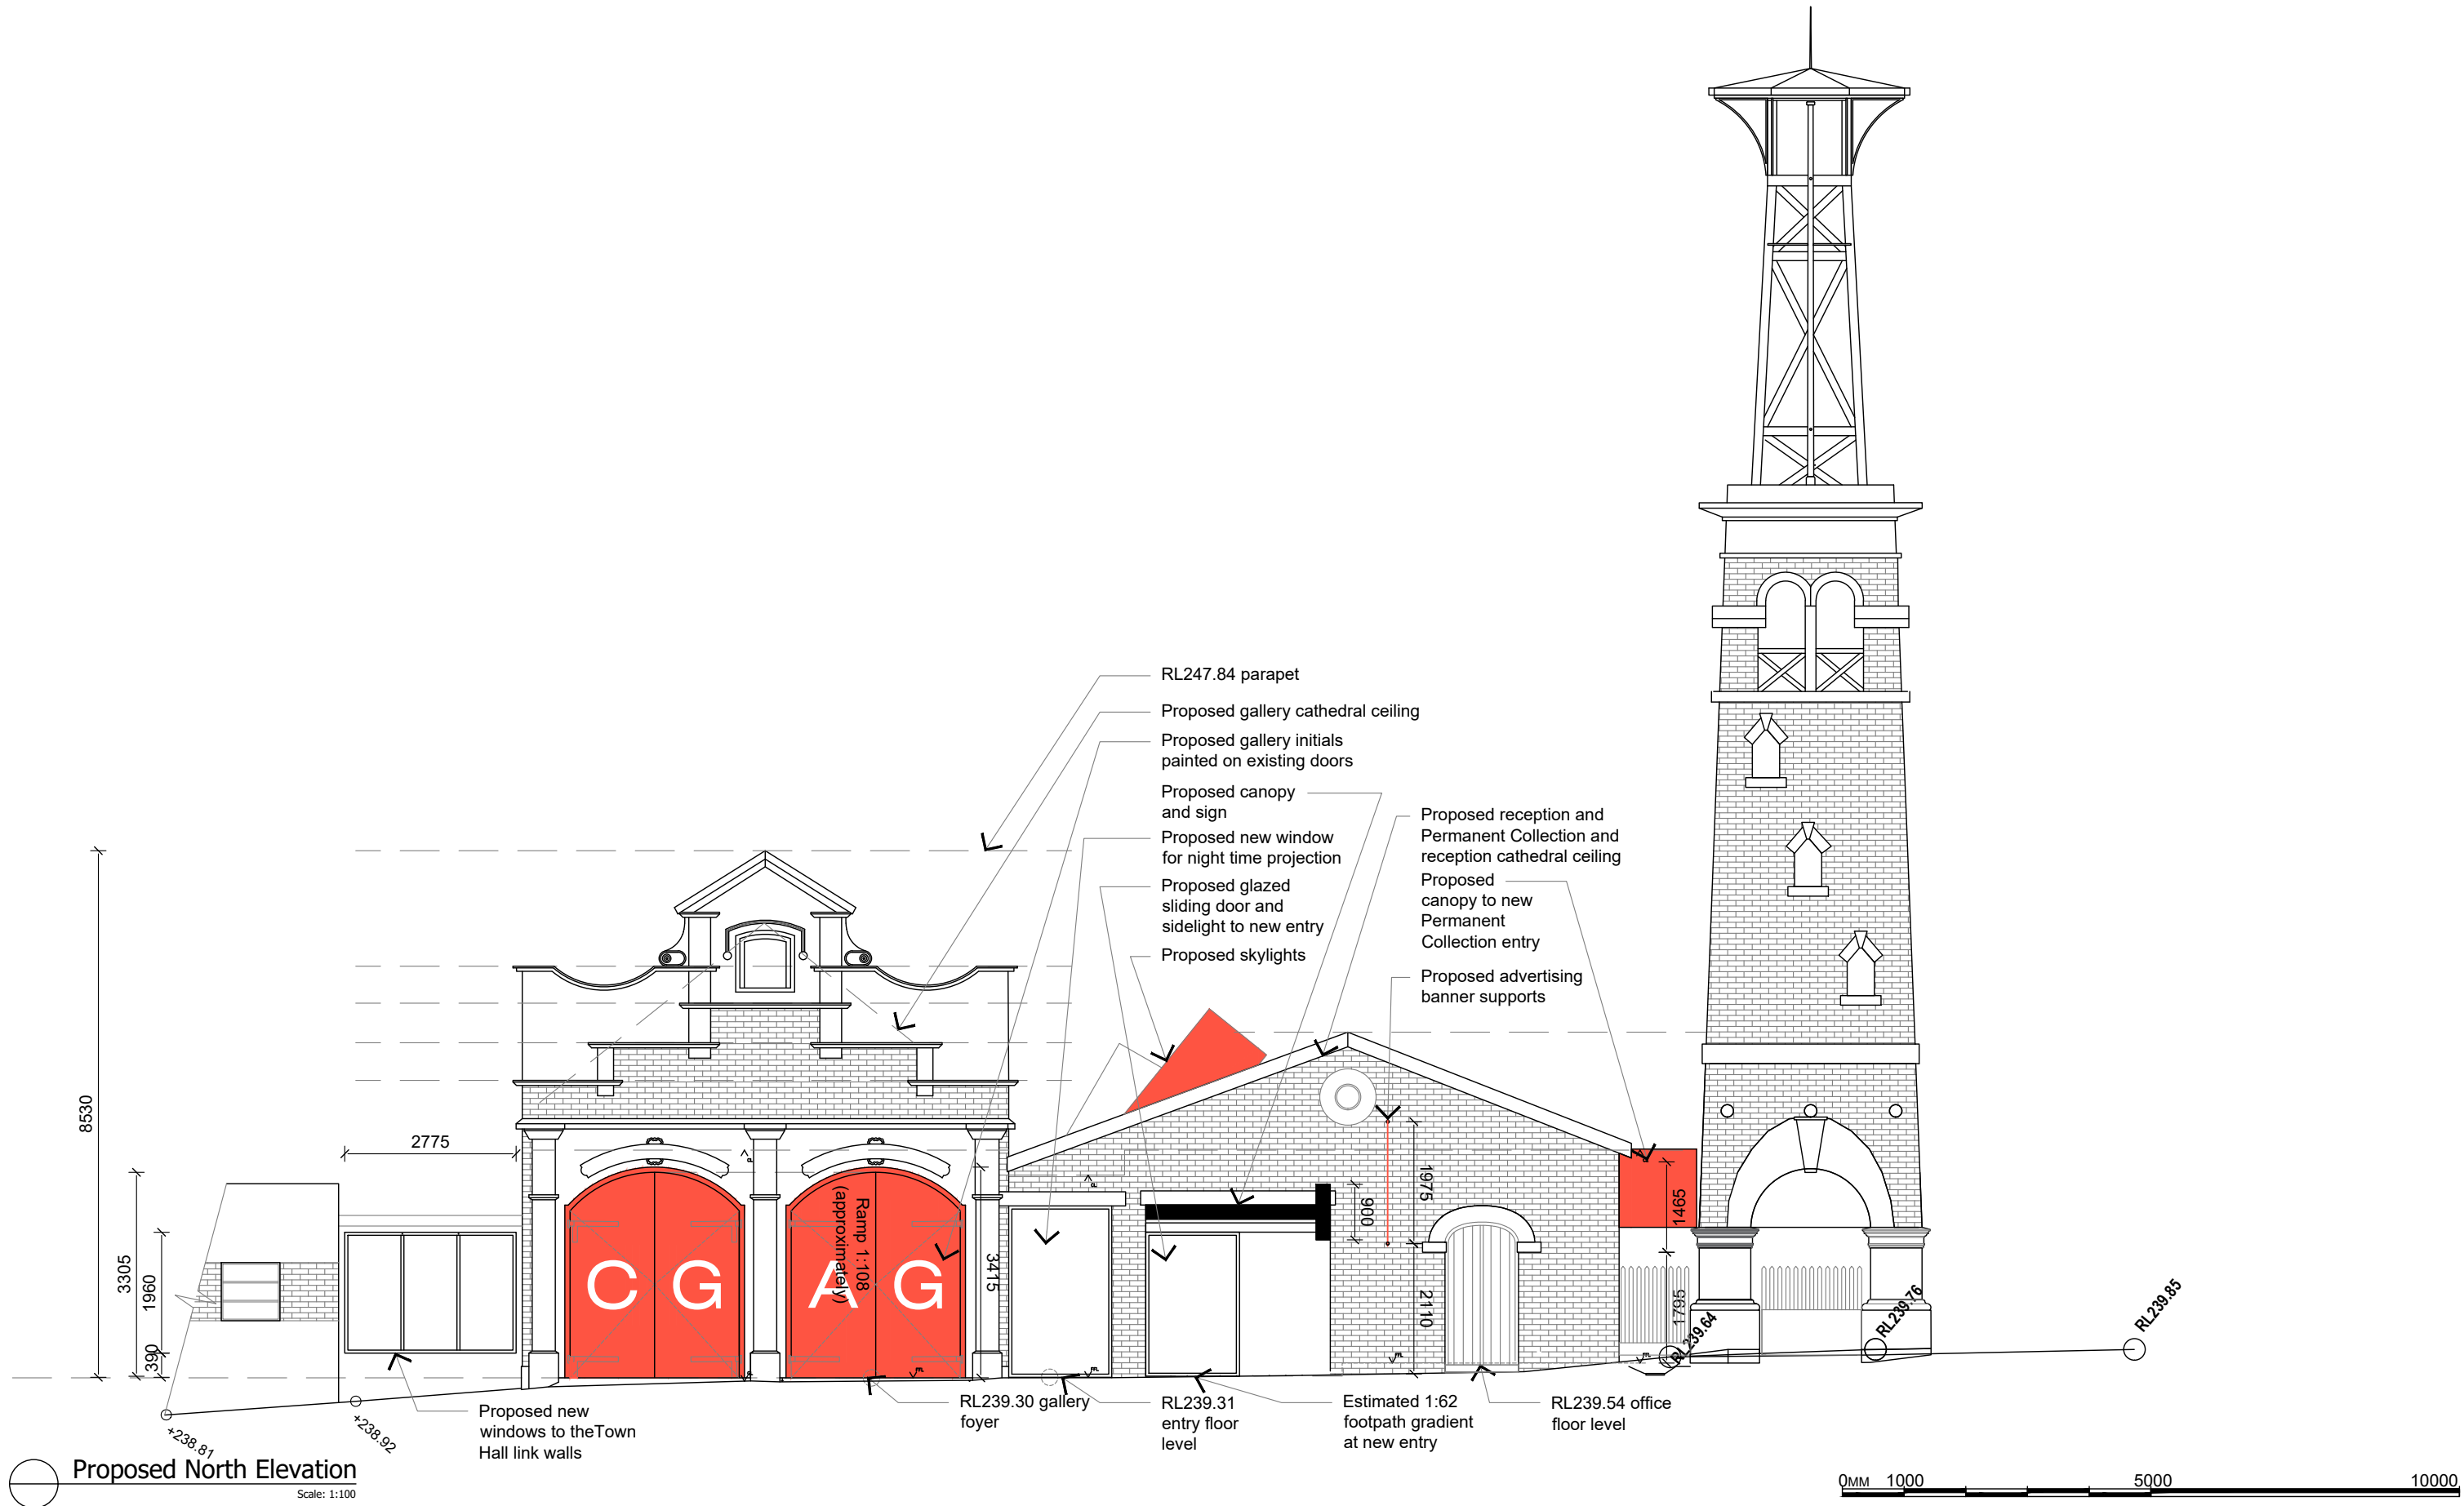 RL247.84 parapet
Proposed gallery cathedral ceiling
Proposed gallery initials
painted on existing doors
Proposed canopy
and sign
Proposed new window
for night time projection
Proposed glazed
sliding door and
sidelight to new entry
Proposed skylights
Proposed reception and
Permanent Collection and
reception cathedral ceiling
Proposed
canopy to new
Permanent
Collection entry
Proposed advertising
banner supports
8530
3305
1960
390
2775
C G
A G
Ramp 1:108
(approximately)
3415
900
1975
2110
1465
1795
RL239.64
RL239.76
RL239.85
+238.81
+238.92
Proposed new
windows to theTown
Hall link walls
RL239.30 gallery
foyer
RL239.31
entry floor
level
Estimated 1:62
footpath gradient
at new entry
RL239.54 office
floor level
Proposed North Elevation
Scale: 1:100
0MM 1000 5000 10000